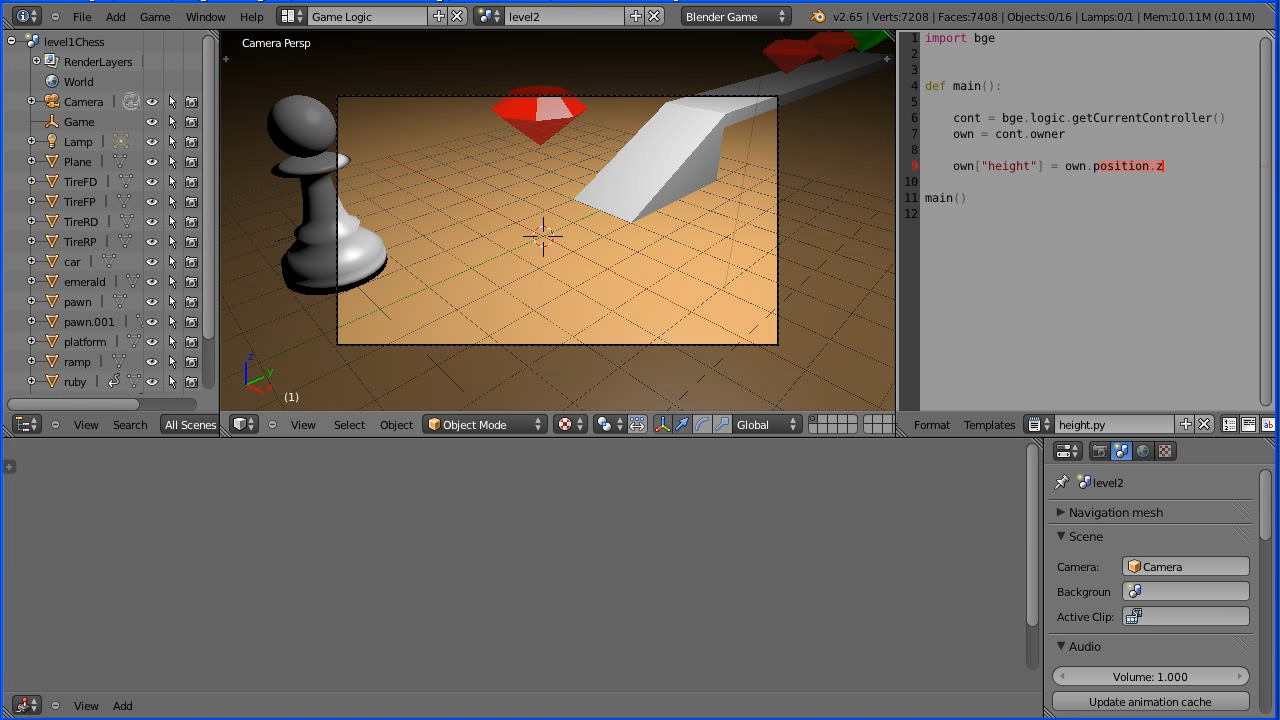 File Add Game Window Help Game Logic level2 Blender Game v2.65 | Verts:7208 | Faces:7408 | Objects:0/16 | Lamps:0/1 | Mem:10.11M (0.11M)
level1Chess
RenderLayers
World
Camera
Game
Lamp
Plane
TireFD
TireFP
TireRD
TireRP
car
emerald
pawn
pawn.001
platform
ramp
ruby
View Search All Scenes
Camera Persp
z
y
(1)
View Select Object Object Mode Global
1 import bge
2
3
4 def main():
5
6 cont = bge.logic.getCurrentController()
7 own = cont.owner
8
9 own["height"] = own.position.z
10
11 main()
12
Format Templates height.py
level2
Navigation mesh
Scene
Camera: Camera
Backgroun
Active Clip:
Audio
Volume: 1.000
Update animation cache
View Add